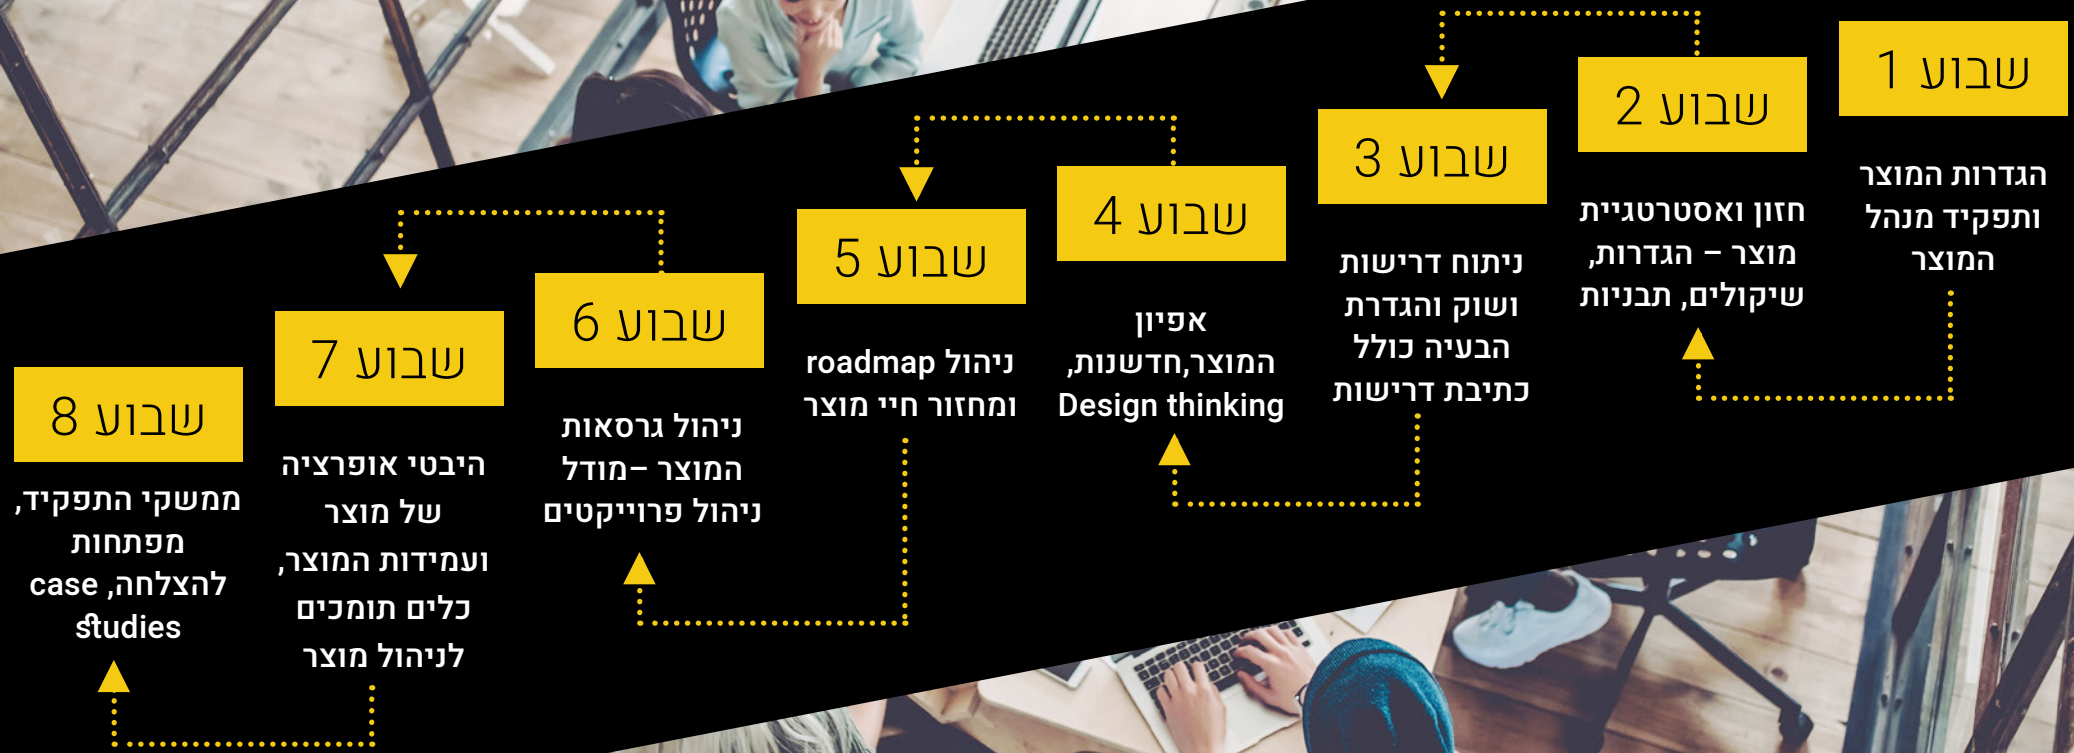 שבוע 1
הגדרות המוצר
ותפקיד מנהל
המוצר
שבוע 2
חזון ואסטרטגיית
מוצר – הגדרות,
שיקולים, תבניות
שבוע 3
ניתוח דרישות
ושוק והגדרת
הבעיה כולל
כתיבת דרישות
שבוע 4
אפיון
המוצר,חדשנות,
Design thinking
שבוע 5
ניהול roadmap
ומחזור חיי מוצר
שבוע 6
ניהול גרסאות
המוצר –מודל
ניהול פרוייקטים
שבוע 7
היבטי אופרציה
של מוצר
ועמידות המוצר,
כלים תומכים
לניהול מוצר
שבוע 8
ממשקי התפקיד,
מפתחות
להצלחה, case
studies